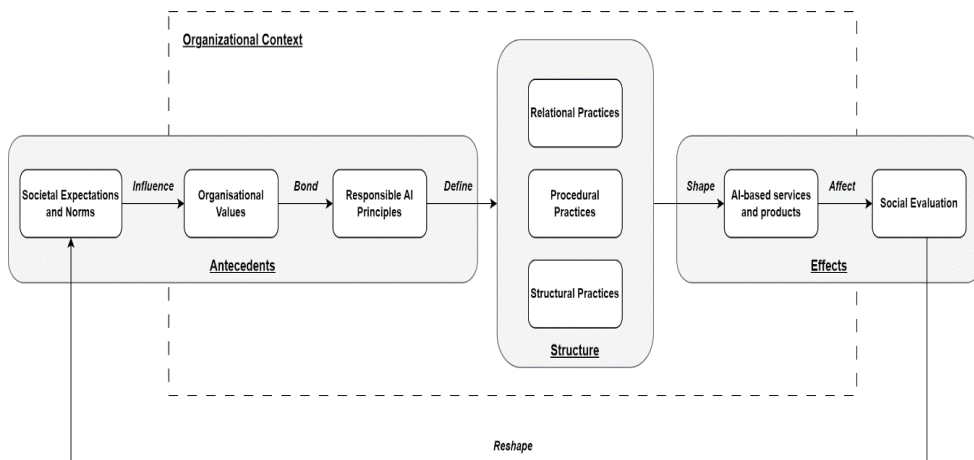 Organizational Context
Relational Practices
Societal Expectations
and Norms
Influence
Organisational
Values
Bond
Responsible AI
Principles
Define
Procedural
Practices
Shape
AI-based services
and products
Affect
Social Evaluation
Antecedents
Structural Practices
Structure
Effects
Reshape